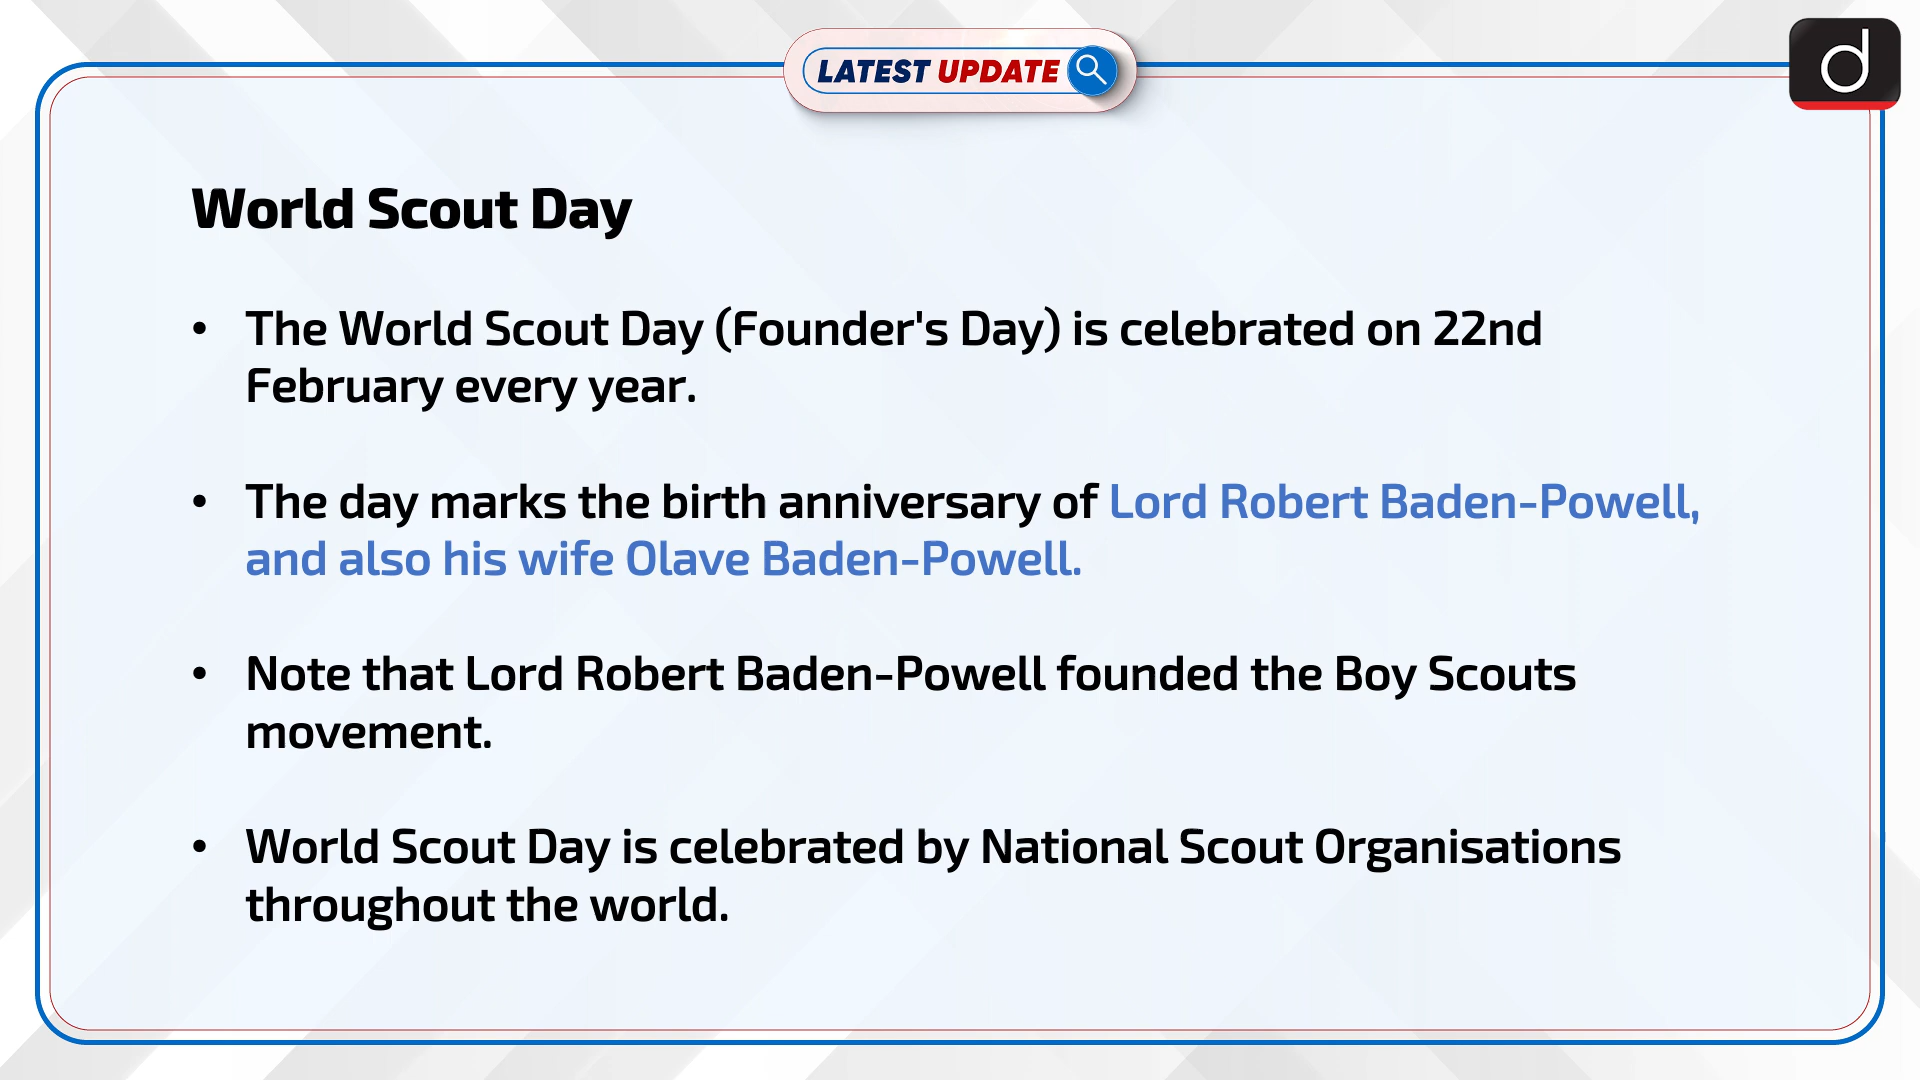 LATEST UPDATE
d
World Scout Day
• The World Scout Day (Founder's Day) is celebrated on 22nd
February every year.
• The day marks the birth anniversary of Lord Robert Baden-Powell,
and also his wife Olave Baden-Powell.
• Note that Lord Robert Baden-Powell founded the Boy Scouts
movement.
• World Scout Day is celebrated by National Scout Organisations
throughout the world.